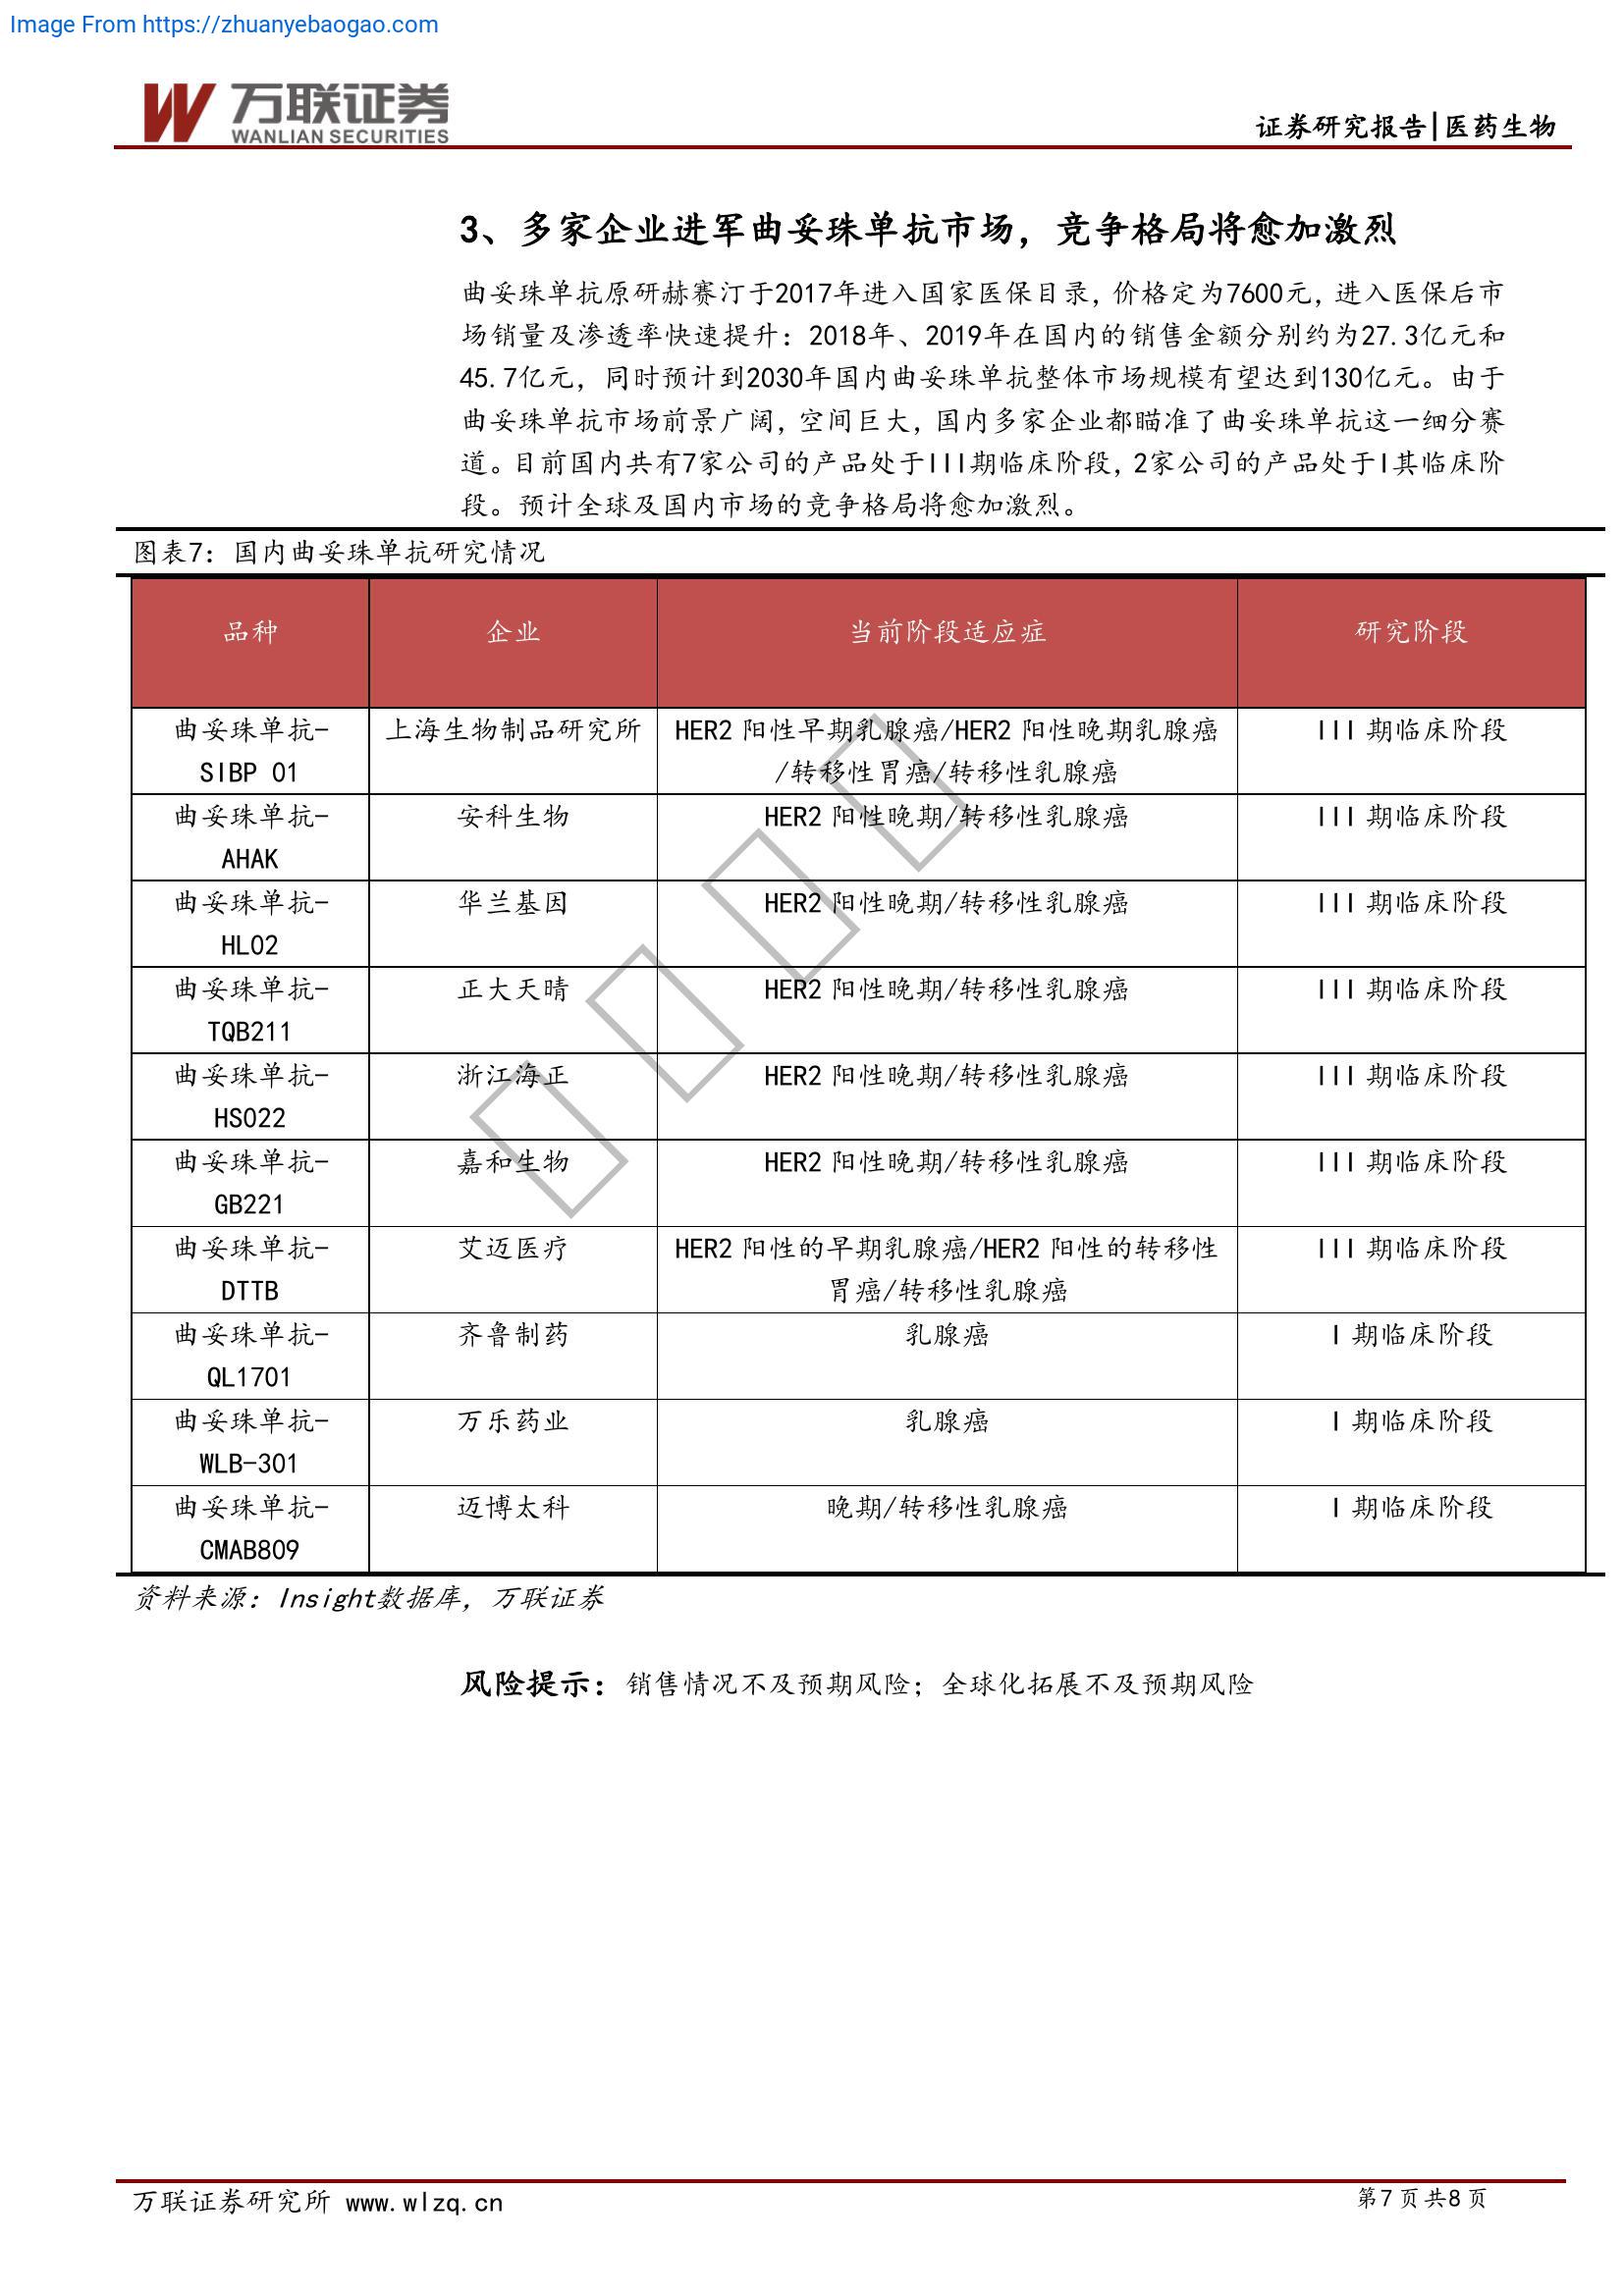 Image From https://zhuanyebaogao.com
万联证券
WANLIAN SECURITIES
证券研究报告|医药生物
3、多家企业进军曲妥珠单抗市场，竞争格局将愈加激烈
曲妥珠单抗原研赫赛汀于2017年进入国家医保目录，价格定为7600元，进入医保后市
场销量及渗透率快速提升：2018年、2019年在国内的销售金额分别约为27.3亿元和
45.7亿元，同时预计到2030年国内曲妥珠单抗整体市场规模有望达到130亿元。由于
曲妥珠单抗市场前景广阔，空间巨大，国内多家企业都瞄准了曲妥珠单抗这一细分赛
道。目前国内共有7家公司的产品处于III期临床阶段，2家公司的产品处于I其临床阶
段。预计全球及国内市场的竞争格局将愈加激烈。
图表7：国内曲妥珠单抗研究情况
品种 企业 当前阶段适应症 研究阶段
曲妥珠单抗- 上海生物制品研究所 HER2 阳性早期乳腺癌/HER2 阳性晚期乳腺癌 III 期临床阶段
SIBP 01 /转移性胃癌/转移性乳腺癌
曲妥珠单抗- 安科生物 HER2 阳性晚期/转移性乳腺癌 III 期临床阶段
AHAK
曲妥珠单抗- 华兰基因 HER2 阳性晚期/转移性乳腺癌 III 期临床阶段
HL02
曲妥珠单抗- 正大天晴 HER2 阳性晚期/转移性乳腺癌 III 期临床阶段
TQB211
曲妥珠单抗- 浙江海正 HER2 阳性晚期/转移性乳腺癌 III 期临床阶段
HS022
曲妥珠单抗- 嘉和生物 HER2 阳性晚期/转移性乳腺癌 III 期临床阶段
GB221
曲妥珠单抗- 艾迈医疗 HER2 阳性的早期乳腺癌/HER2 阳性的转移性 III 期临床阶段
DTTB 胃癌/转移性乳腺癌
曲妥珠单抗- 齐鲁制药 乳腺癌 I 期临床阶段
QL1701
曲妥珠单抗- 万乐药业 乳腺癌 I 期临床阶段
WLB-301
曲妥珠单抗- 迈博太科 晚期/转移性乳腺癌 I 期临床阶段
CMAB809
资料来源：Insight数据库，万联证券
风险提示：销售情况不及预期风险；全球化拓展不及预期风险
万联证券研究所 www.wlzq.cn 第7页共8页